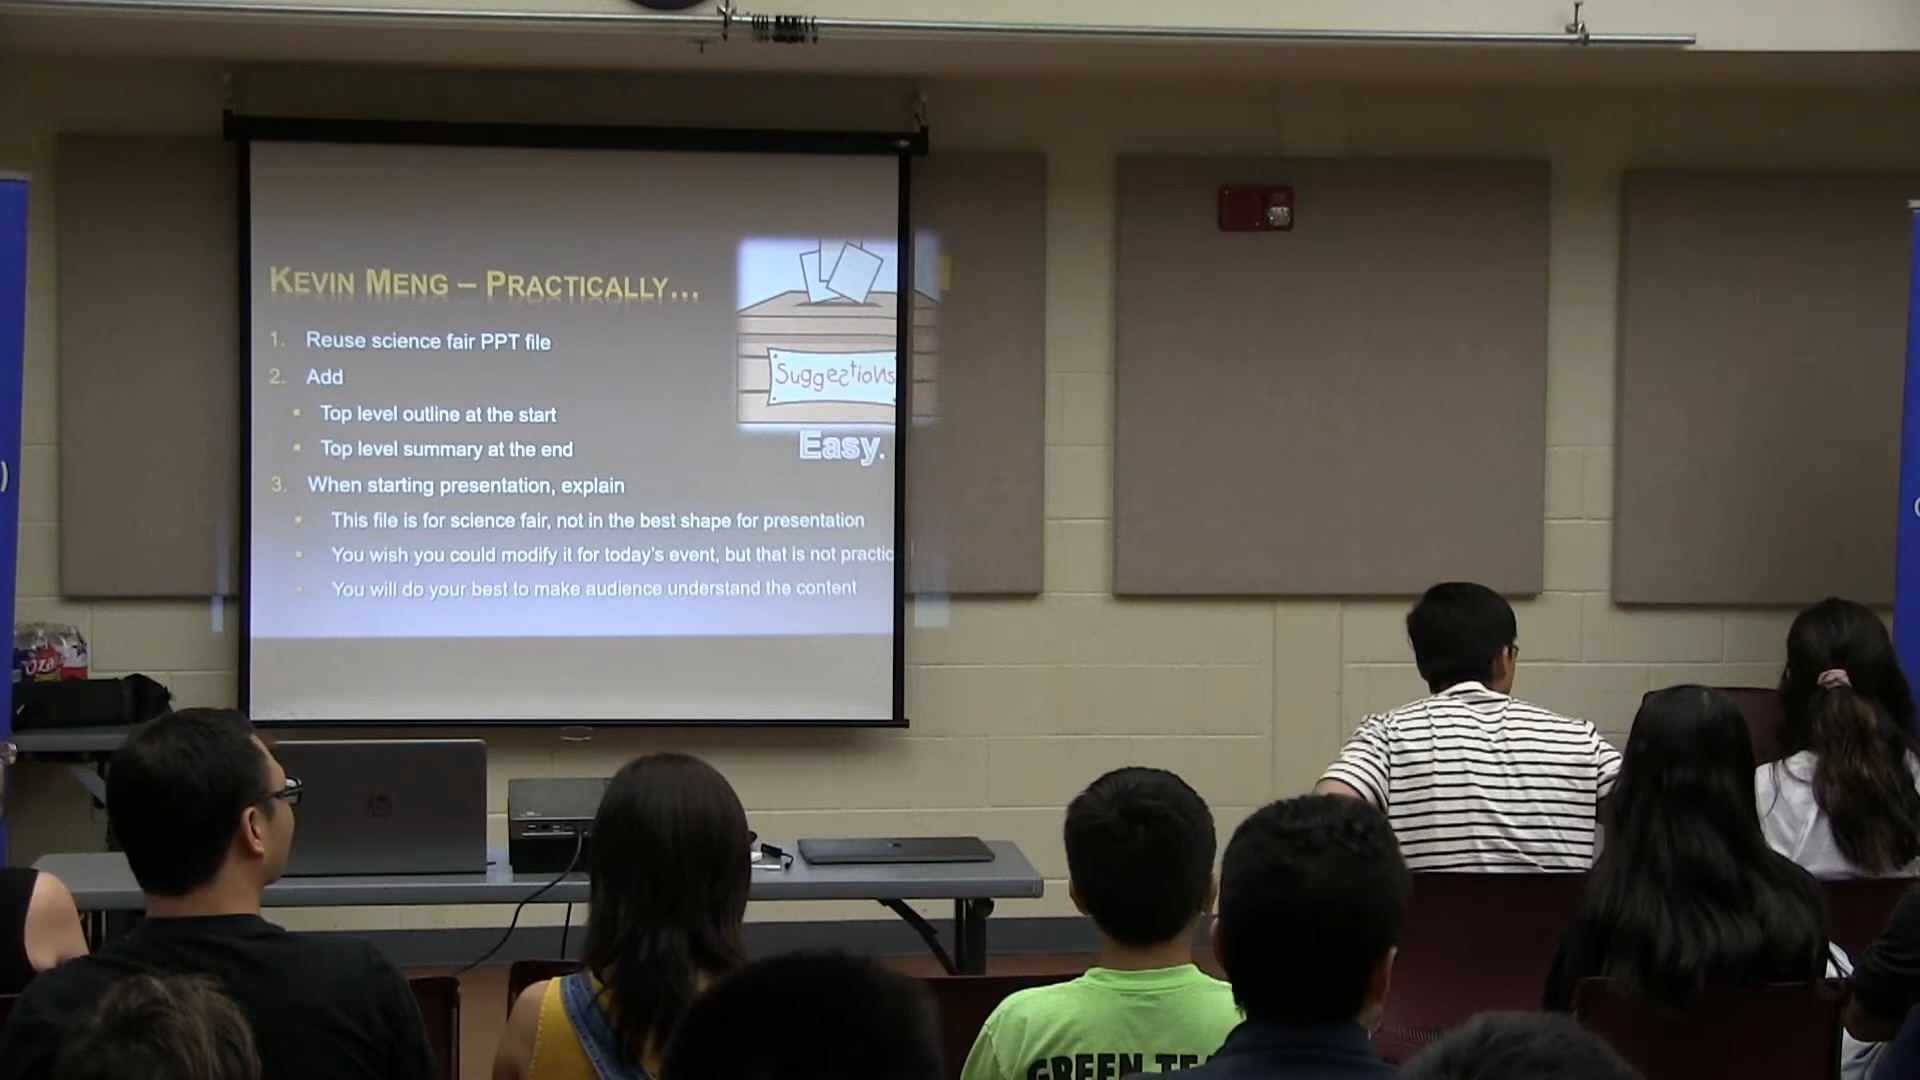 KEVIN MENG – PRACTICALLY...
1. Reuse science fair PPT file
2. Add
▪ Top level outline at the start
▪ Top level summary at the end
3. When starting presentation, explain
▪ This file is for science fair, not in the best shape for presentation
▪ You wish you could modify it for today's event, but that is not practic
▪ You will do your best to make audience understand the content
Suggestions
Easy.
)
hp
GREEN TE